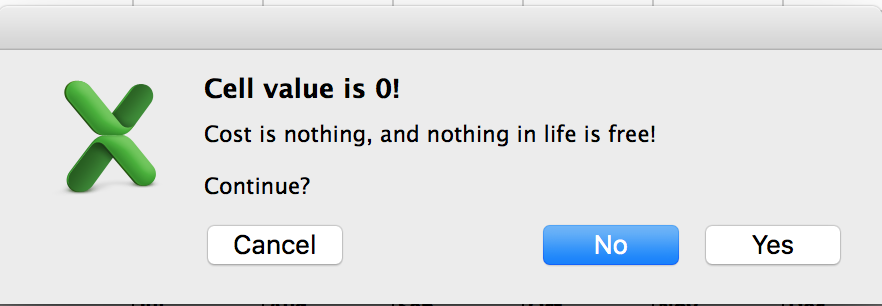 Cell value is 0!
Cost is nothing, and nothing in life is free!
Continue?
Cancel No Yes